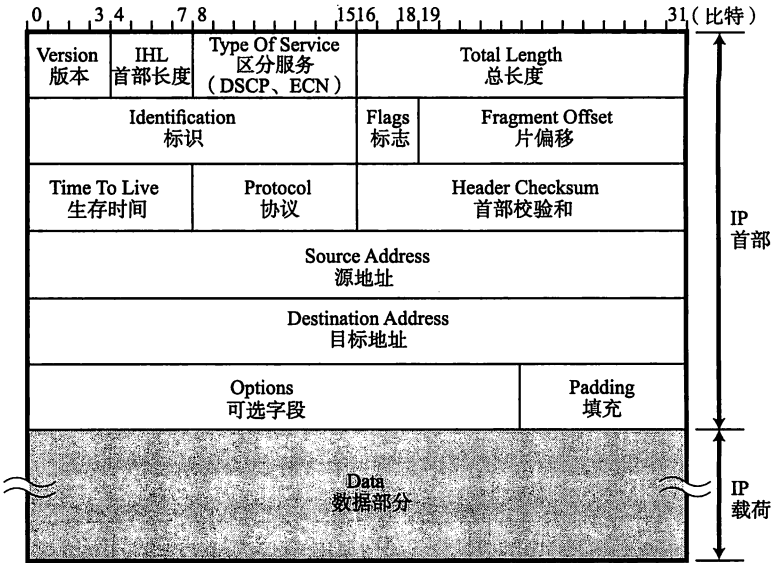 0 3 4 7 8 15 16 18 19 31 (比特)
Version
版本
IHL
首部长度
Type Of Service
区分服务
(DSCP、ECN)
Total Length
总长度
Identification
标识
Flags
标志
Fragment Offset
片偏移
Time To Live
生存时间
Protocol
协议
Header Checksum
首部校验和
Source Address
源地址
Destination Address
目标地址
Options
可选字段
Padding
填充
IP
首部
Data
数据部分
IP
载荷